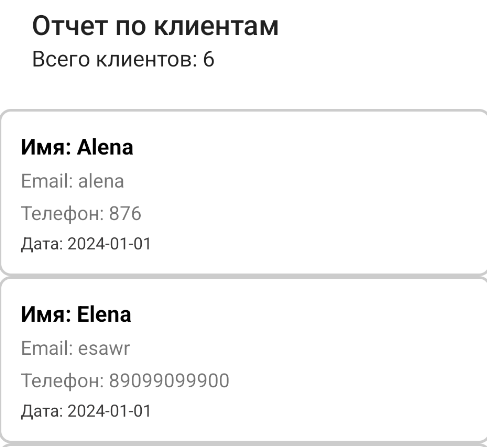 Отчет по клиентам
Всего клиентов: 6
Имя: Alena
Email: alena
Телефон: 876
Дата: 2024-01-01
Имя: Elena
Email: esawr
Телефон: 89099099900
Дата: 2024-01-01